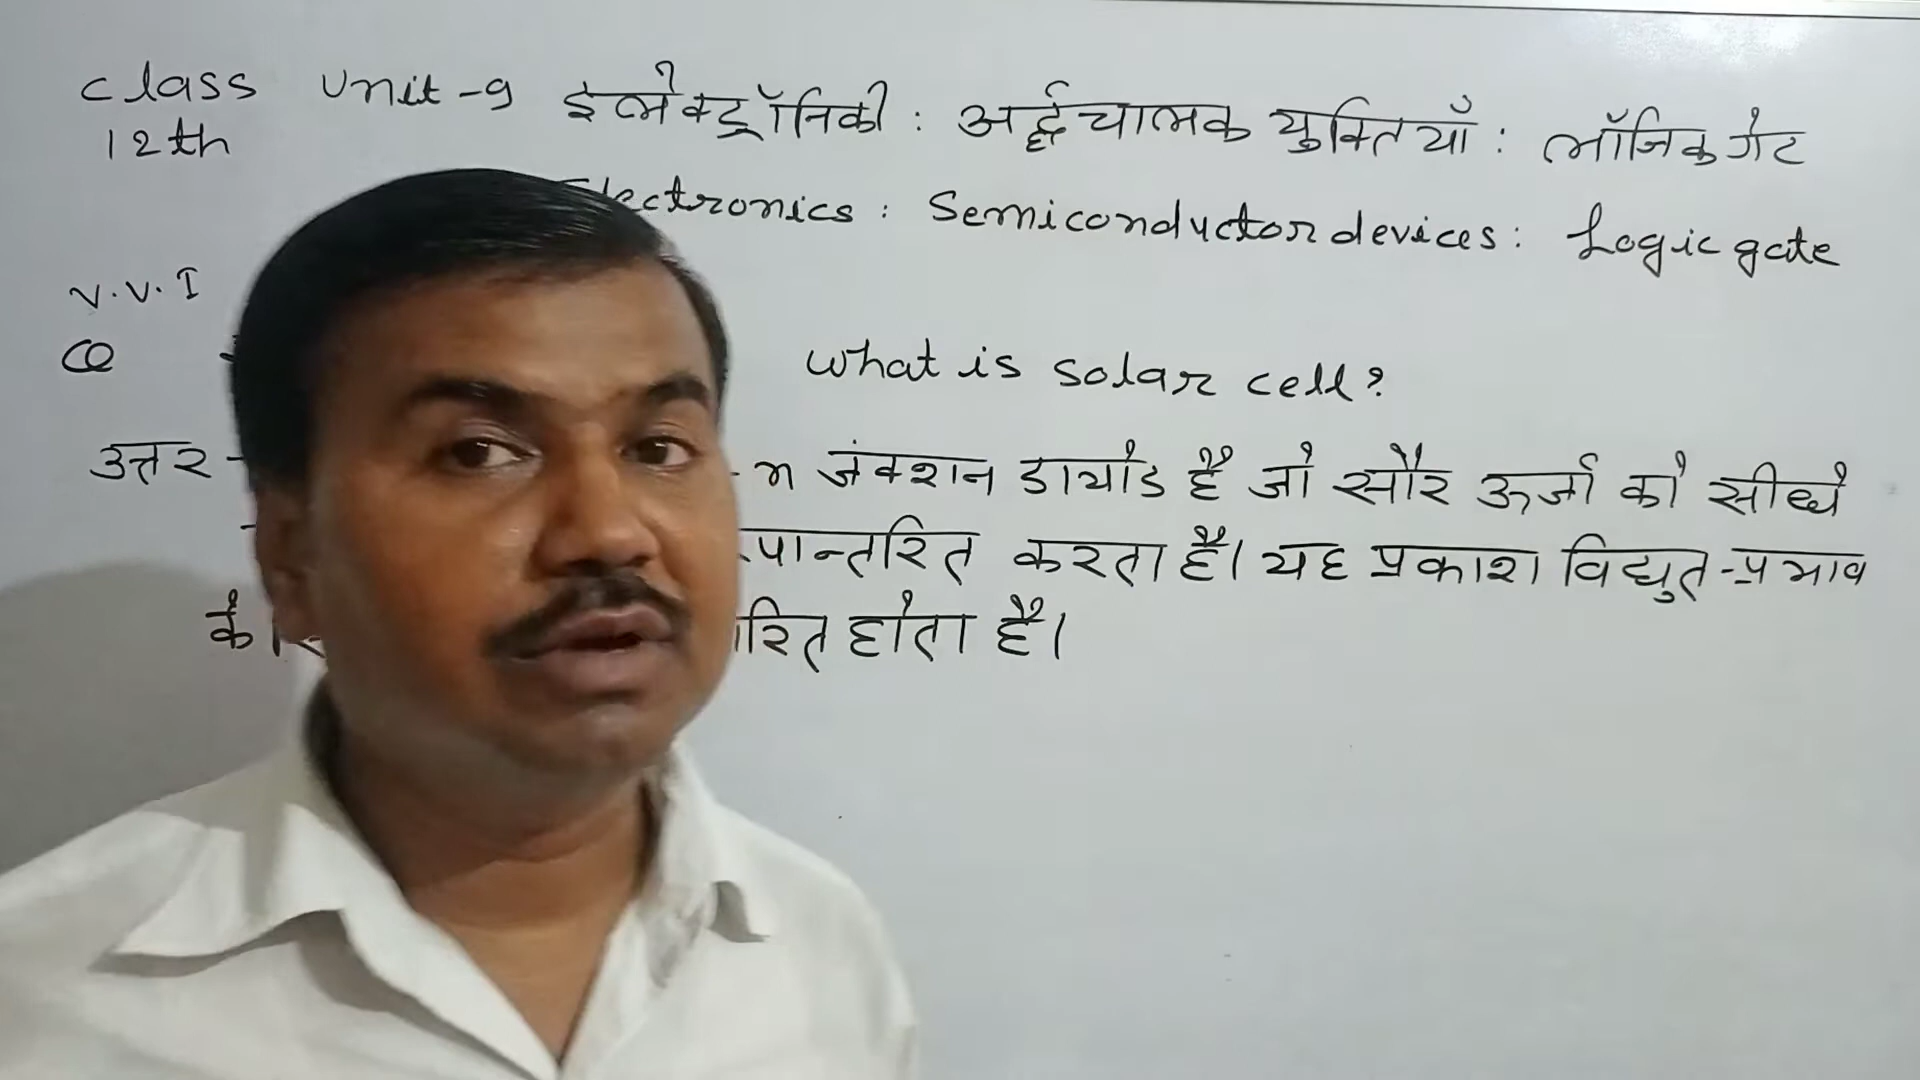 class unit-9 इलेक्ट्रॉनिकी : अर्द्धचालक युक्तियाँ : लॉजिक गेट
12th
Electronics : Semiconductor devices : Logic gate
V.V.I
Q What is solar cell?
उत्तर - n जंक्शन डायोड है जो सौर ऊर्जा को सीधे
रूपान्तरित करता है। यह प्रकाश विद्युत-प्रभाव
के होता है।